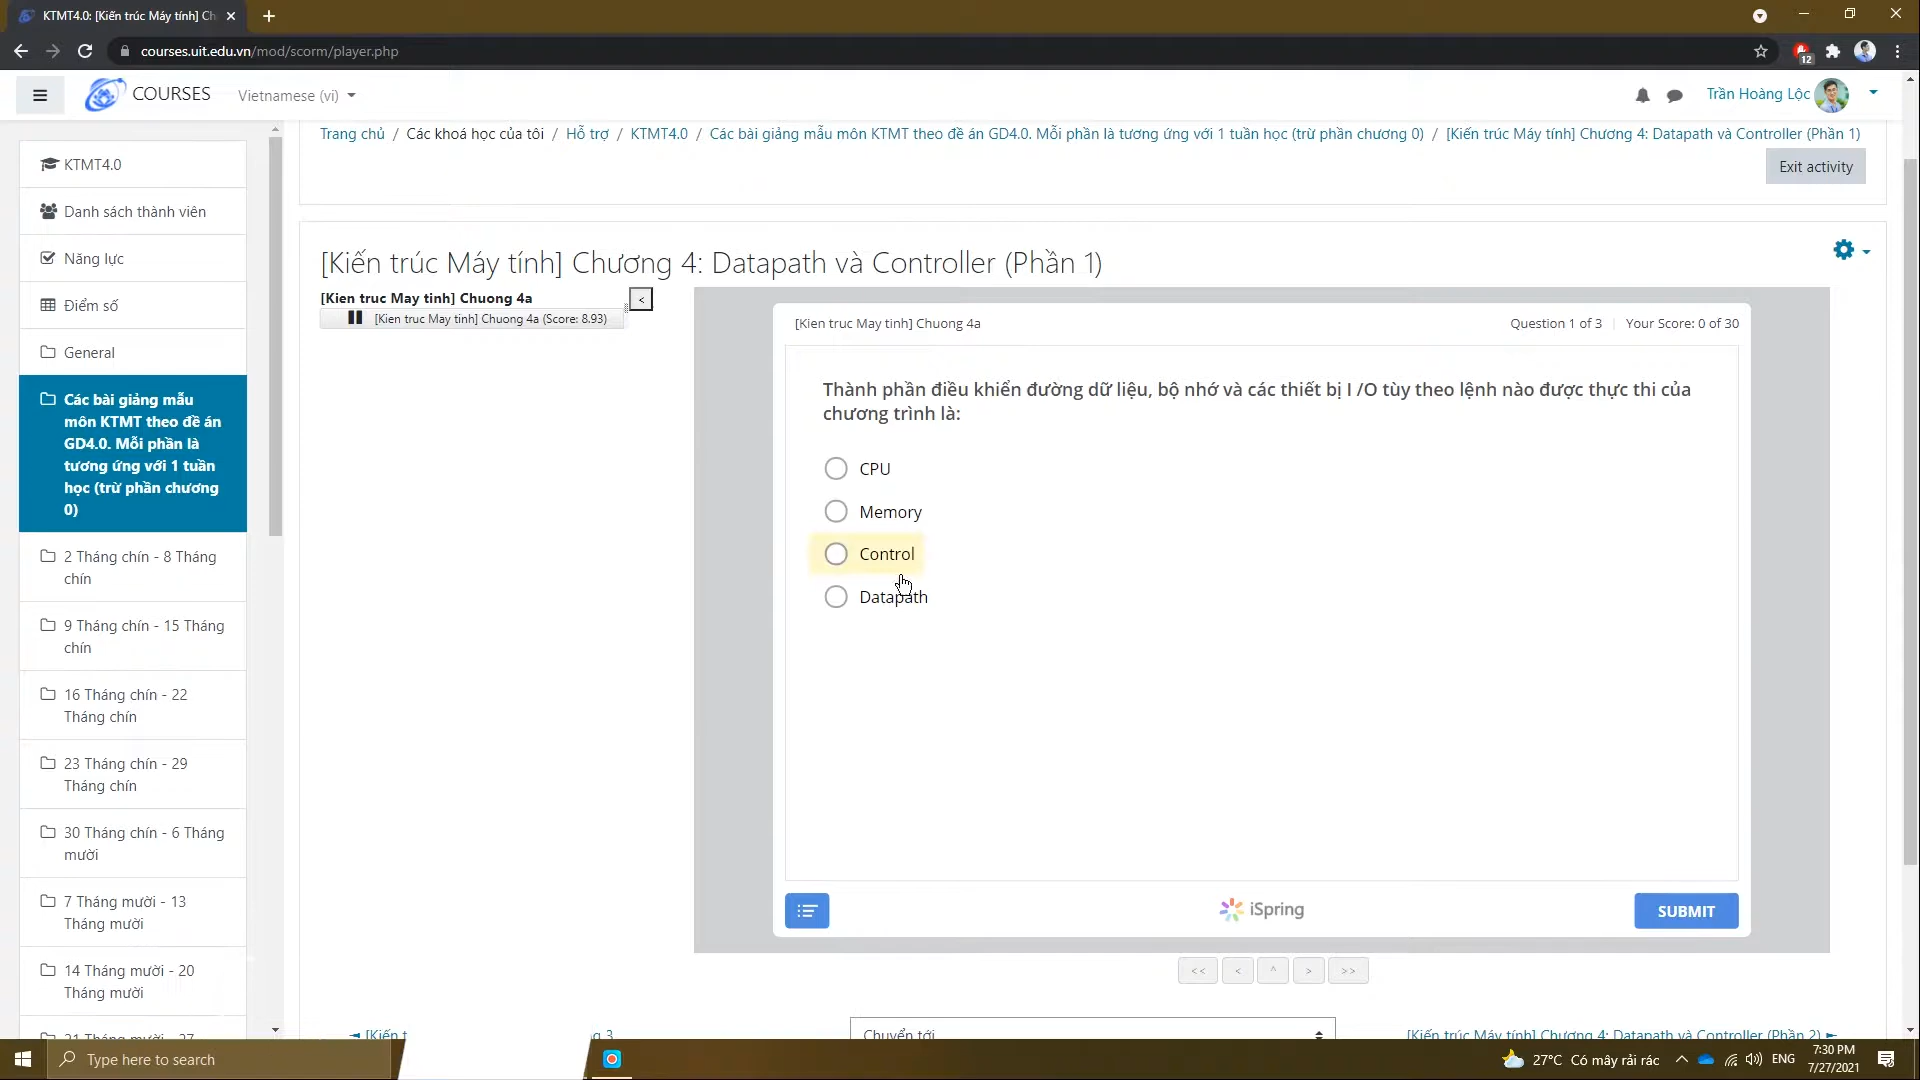 KTMT4.0: [Kiến trúc Máy tính] Ch
courses.uit.edu.vn/mod/scorm/player.php
12
COURSES
Vietnamese (vi)
Trần Hoàng Lộc
Trang chủ / Các khoá học của tôi / Hỗ trợ / KTMT4.0 / Các bài giảng mẫu môn KTMT theo đề án GD4.0. Mỗi phần là tương ứng với 1 tuần học (trừ phần chương 0) / [Kiến trúc Máy tính] Chương 4: Datapath và Controller (Phần 1)
Exit activity
KTMT4.0
Danh sách thành viên
Năng lực
Điểm số
General
Các bài giảng mẫu
môn KTMT theo đề án
GD4.0. Mỗi phần là
tương ứng với 1 tuần
học (trừ phần chương
0)
2 Tháng chín - 8 Tháng
chín
9 Tháng chín - 15 Tháng
chín
16 Tháng chín - 22
Tháng chín
23 Tháng chín - 29
Tháng chín
30 Tháng chín - 6 Tháng
mười
7 Tháng mười - 13
Tháng mười
14 Tháng mười - 20
Tháng mười
21 Tháng mười - 27
[Kiến trúc Máy tính] Chương 4: Datapath và Controller (Phần 1)
[Kien truc May tinh] Chuong 4a
<
[Kien truc May tinh] Chuong 4a (Score: 8.93)
[Kien truc May tinh] Chuong 4a
Question 1 of 3 | Your Score: 0 of 30
Thành phần điều khiển đường dữ liệu, bộ nhớ và các thiết bị I /O tùy theo lệnh nào được thực thi của
chương trình là:
CPU
Memory
Control
Datapath
iSpring
SUBMIT
<< < ^ > >>
◄ [Kiến t
g 3
Chuyển tới...
[Kiến trúc Máy tính] Chương 4: Datapath và Controller (Phần 2) ►
Type here to search
27°C Có mây rải rác
ENG
7:30 PM
7/27/2021